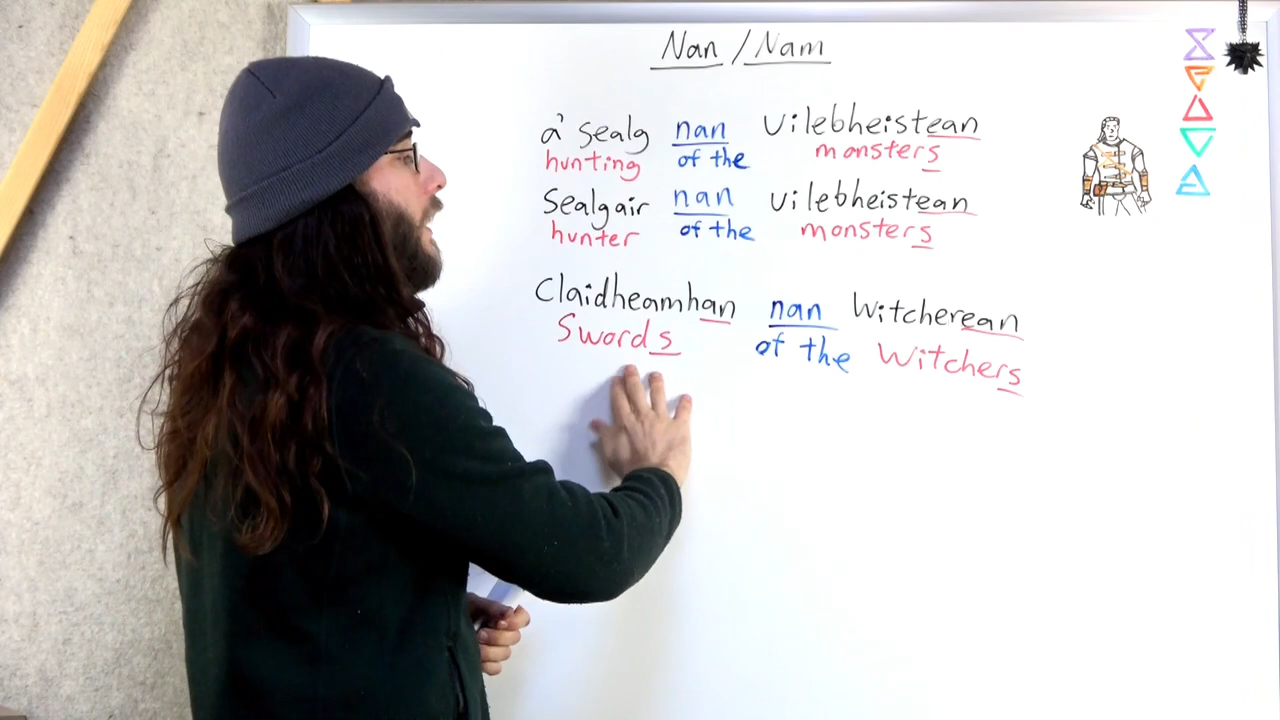 Nan / Nam
a' sealg nan uilebheistean
hunting of the monsters
Sealgair nan uilebheistean
hunter of the monsters
Claidheamhan nan Witcherean
Swords of the Witchers